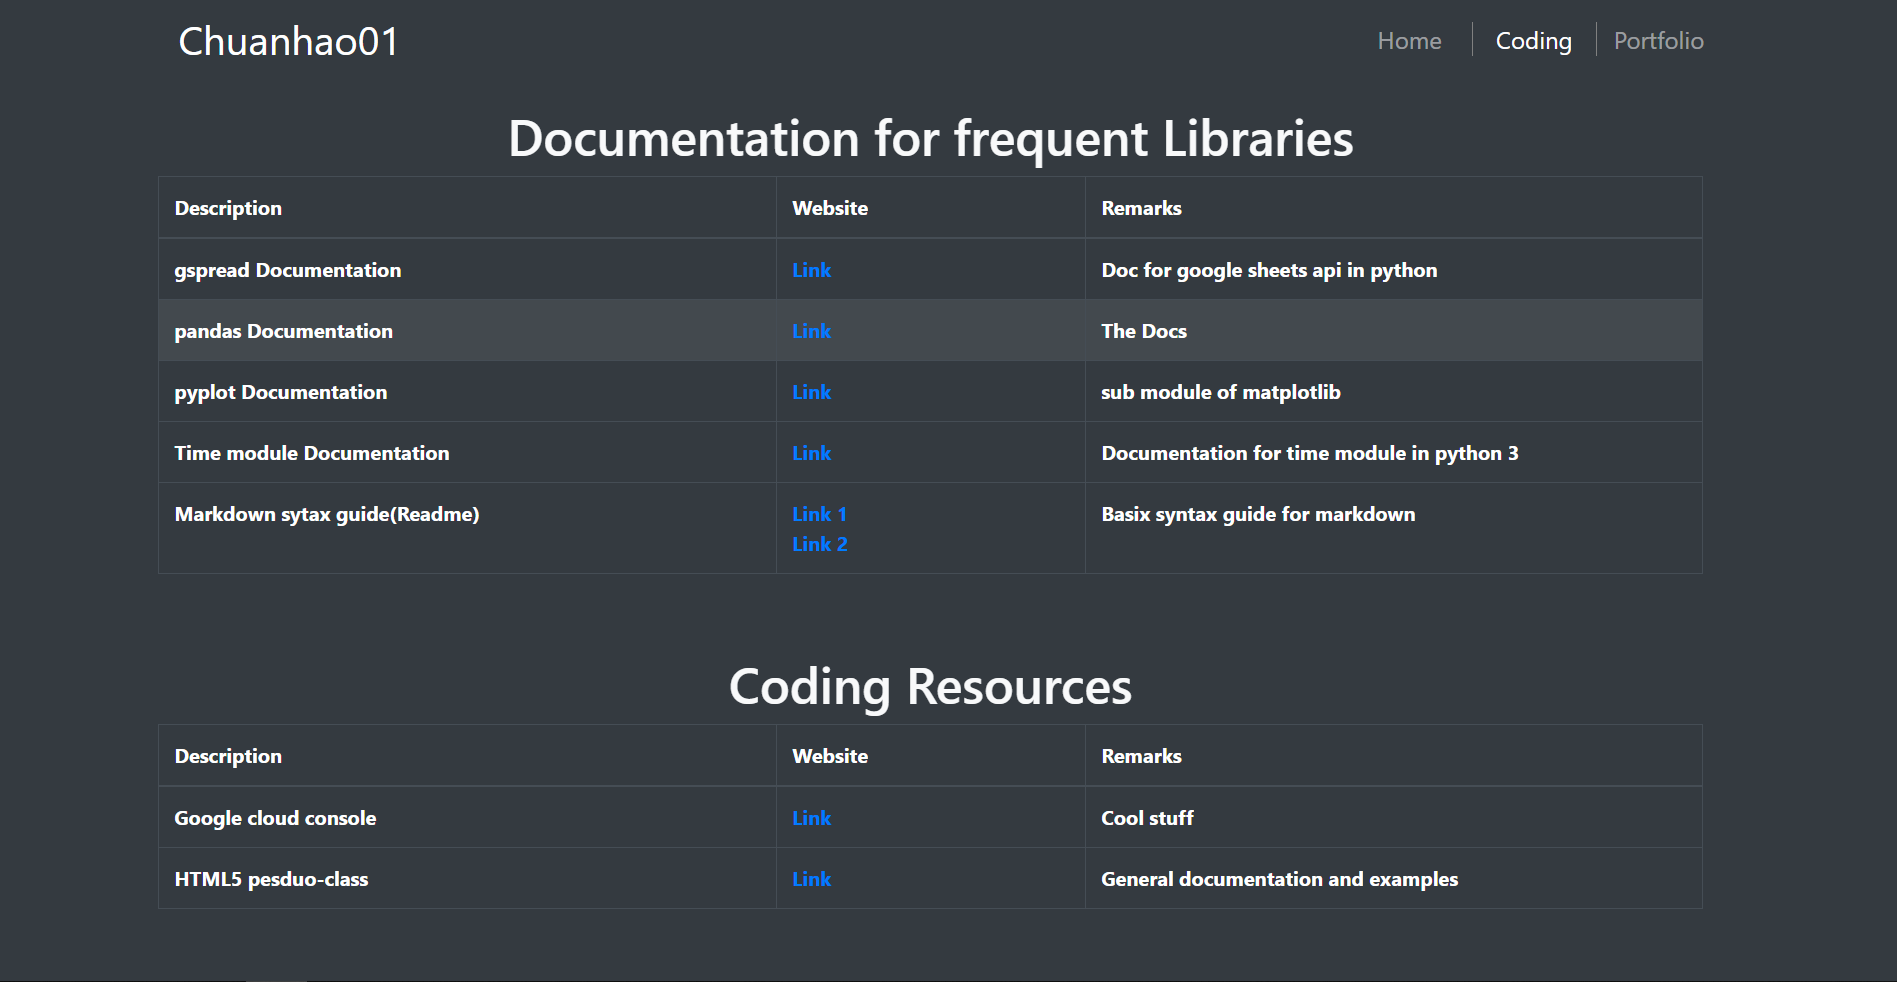 Chuanhao01
Home Coding Portfolio
Documentation for frequent Libraries
Description Website Remarks
gspread Documentation Link Doc for google sheets api in python
pandas Documentation Link The Docs
pyplot Documentation Link sub module of matplotlib
Time module Documentation Link Documentation for time module in python 3
Markdown sytax guide(Readme) Link 1 Basix syntax guide for markdown
Link 2
Coding Resources
Description Website Remarks
Google cloud console Link Cool stuff
HTML5 pesduo-class Link General documentation and examples